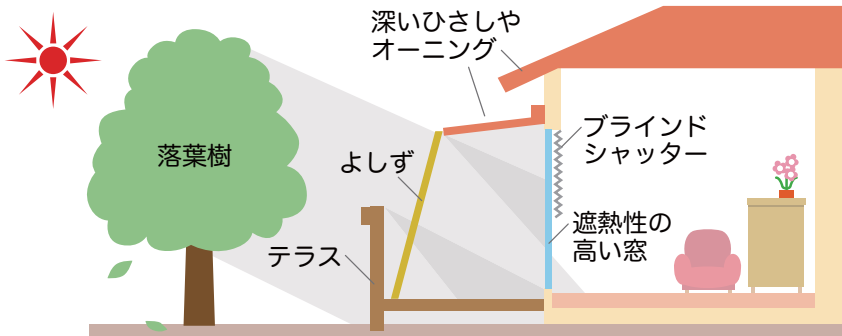 深いひさしや
オーニング
落葉樹
よしず
ブラインド
シャッター
テラス
遮熱性の
高い窓